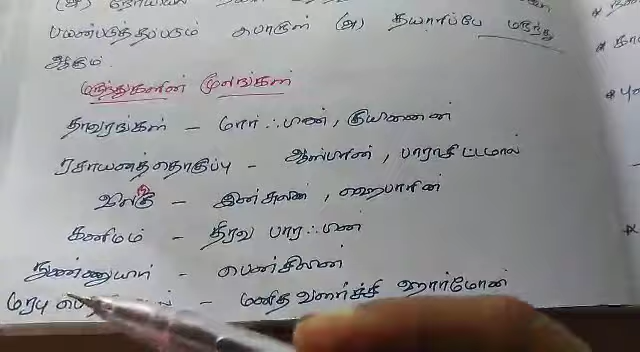 பயன்படுத்தப்படும் பொருள் (அ) தயாரிப்பே மருந்து
ஆகும்.
மருந்துகளின் மூலங்கள்
தாவரங்கள் - மார்ஃபின், குயினைன்
ரசாயனத்தொகுப்பு - ஆஸ்பிரின், பாராசிட்டமால்
விலங்கு - இன்சுலின், ஹைபாரின்
கனிமம் - திரவ பாரஃபின்
நுண்ணுயிர் - பென்சிலின்
மரபு - மனித வளர்ச்சி ஹார்மோன்